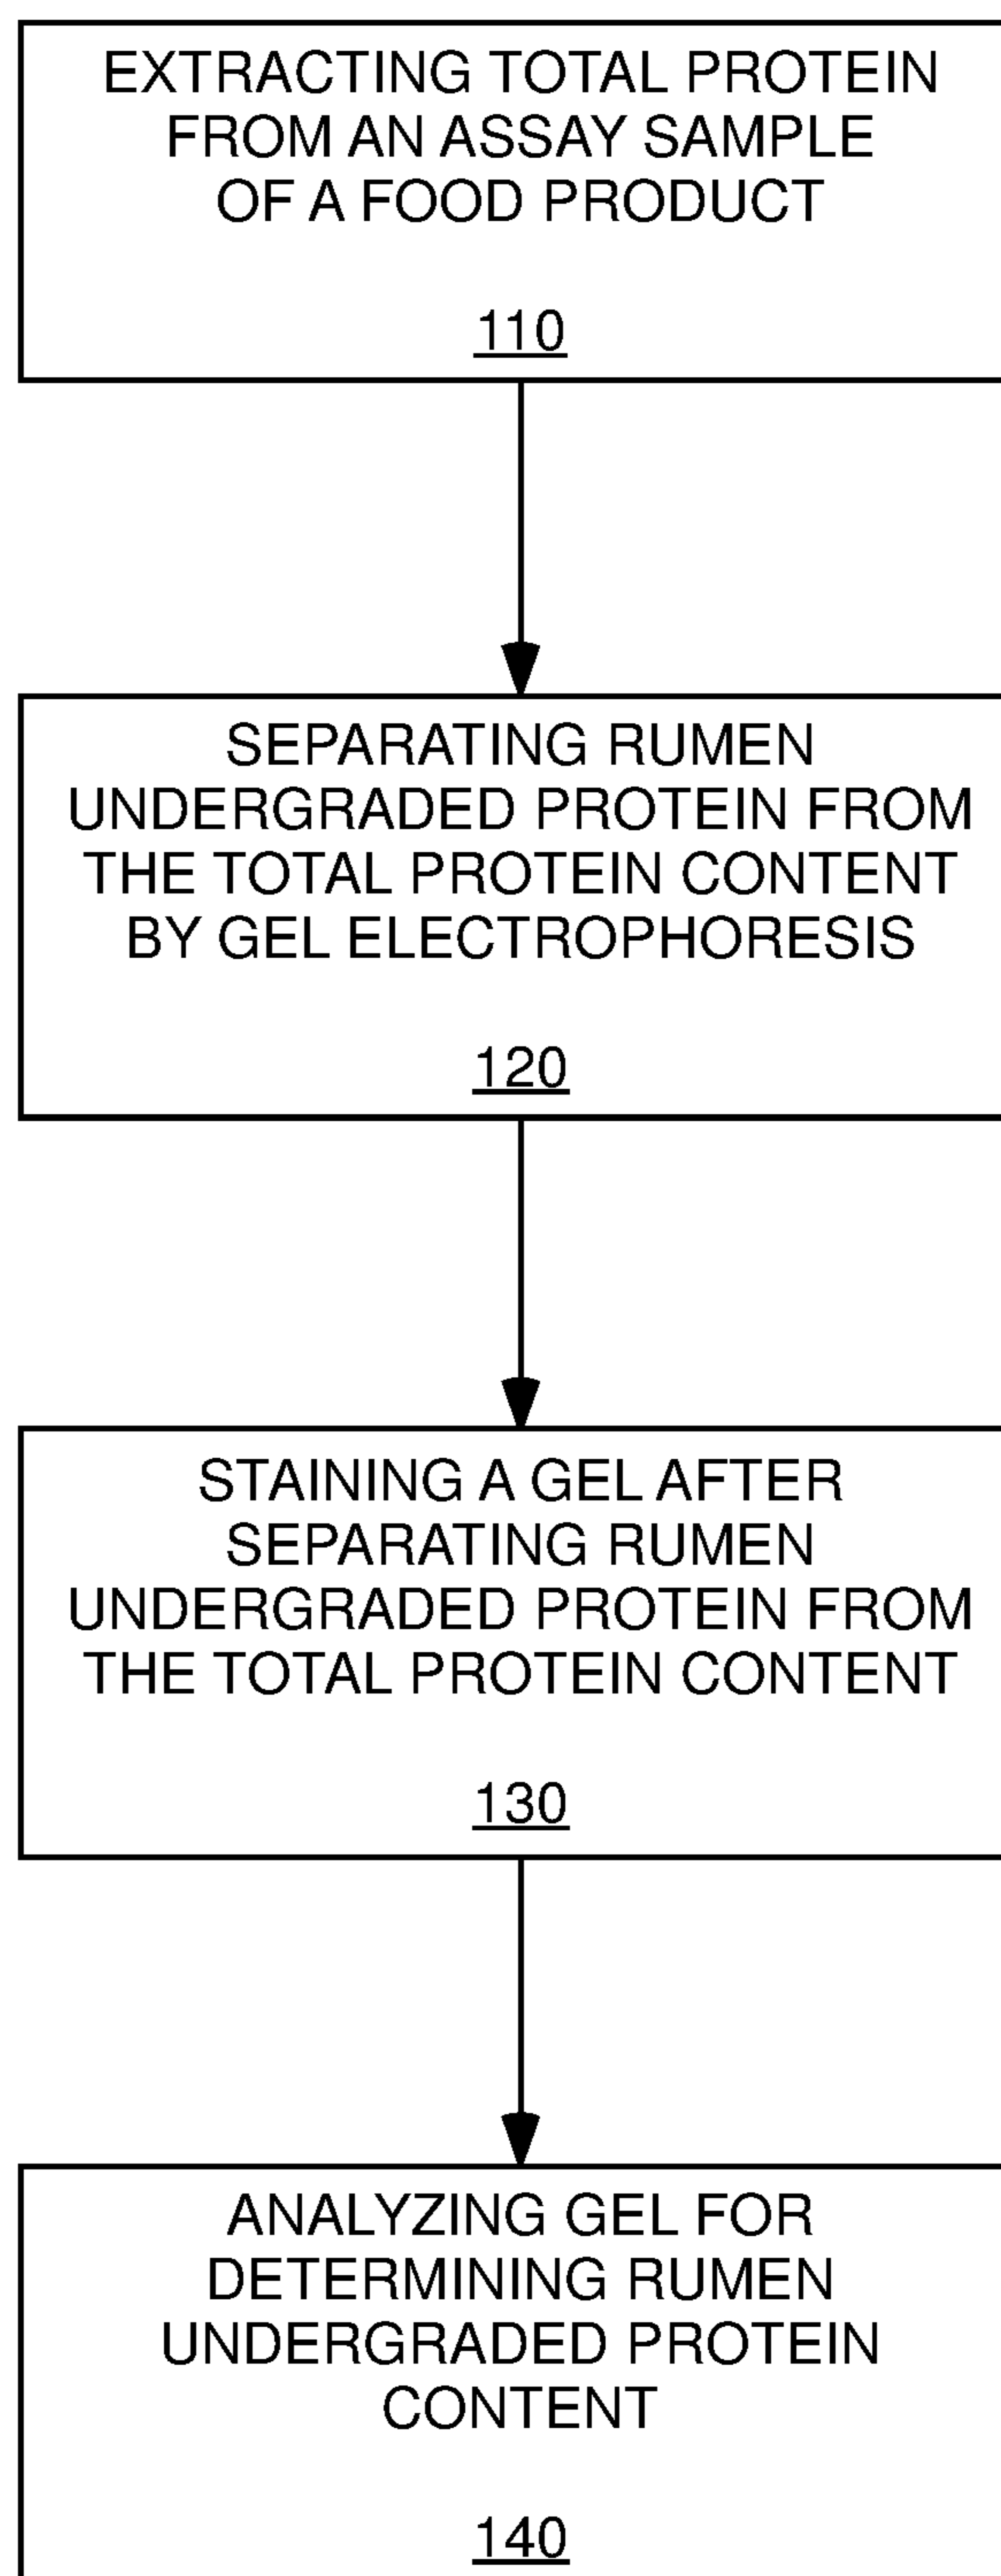 EXTRACTING TOTAL PROTEIN
FROM AN ASSAY SAMPLE
OF A FOOD PRODUCT
110
SEPARATING RUMEN
UNDERGRADED PROTEIN FROM
THE TOTAL PROTEIN CONTENT
BY GEL ELECTROPHORESIS
120
STAINING A GEL AFTER
SEPARATING RUMEN
UNDERGRADED PROTEIN FROM
THE TOTAL PROTEIN CONTENT
130
ANALYZING GEL FOR
DETERMINING RUMEN
UNDERGRADED PROTEIN
CONTENT
140